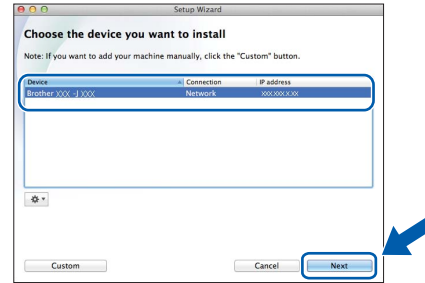 Setup Wizard
Choose the device you want to install
Note: If you want to add your machine manually, click the "Custom" button.
Device Connection IP address
Brother XXX -J XXX Network XXX.XXX.X.XX
Custom Cancel Next